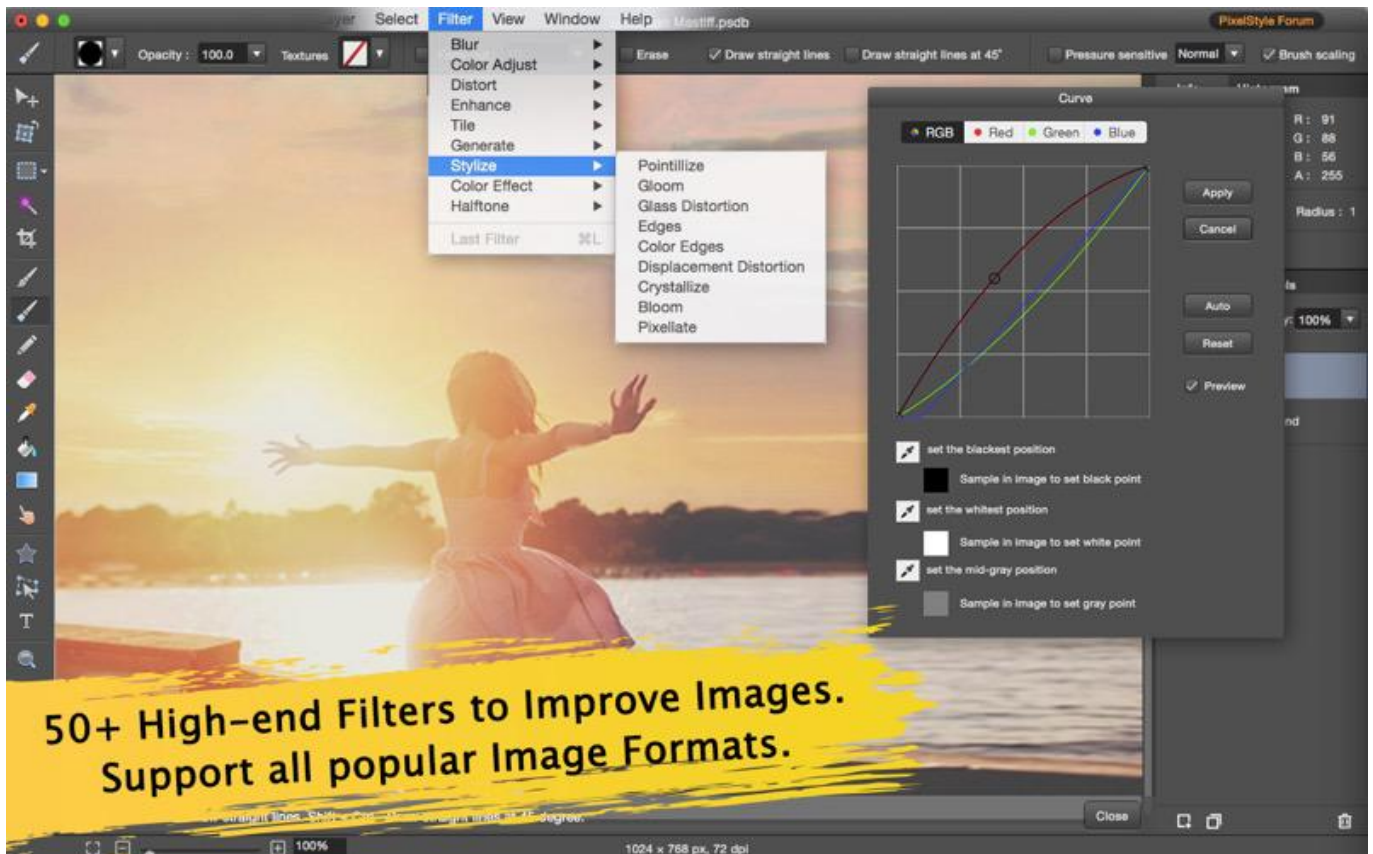 Select Filter View Window Help Mastiff.psdb PixelStyle Forum
Opacity : 100.0 Textures Erase Draw straight lines Draw straight lines at 45° Pressure sensitive Normal Brush scaling
Blur
Color Adjust
Distort
Enhance
Tile
Generate
Stylize
Color Effect
Halftone
Last Filter ⌘L
Pointillize
Gloom
Glass Distortion
Edges
Color Edges
Displacement Distortion
Crystallize
Bloom
Pixellate
Curve
RGB Red Green Blue
Apply
Cancel
Auto
Reset
Preview
set the blackest position
Sample in image to set black point
set the whitest position
Sample in image to set white point
set the mid-gray position
Sample in image to set gray point
R : 91
G : 88
B : 56
A : 255
Radius : 1
100%
T
50+ High-end Filters to Improve Images.
Support all popular Image Formats.
Close
100% 1024 x 768 px, 72 dpi